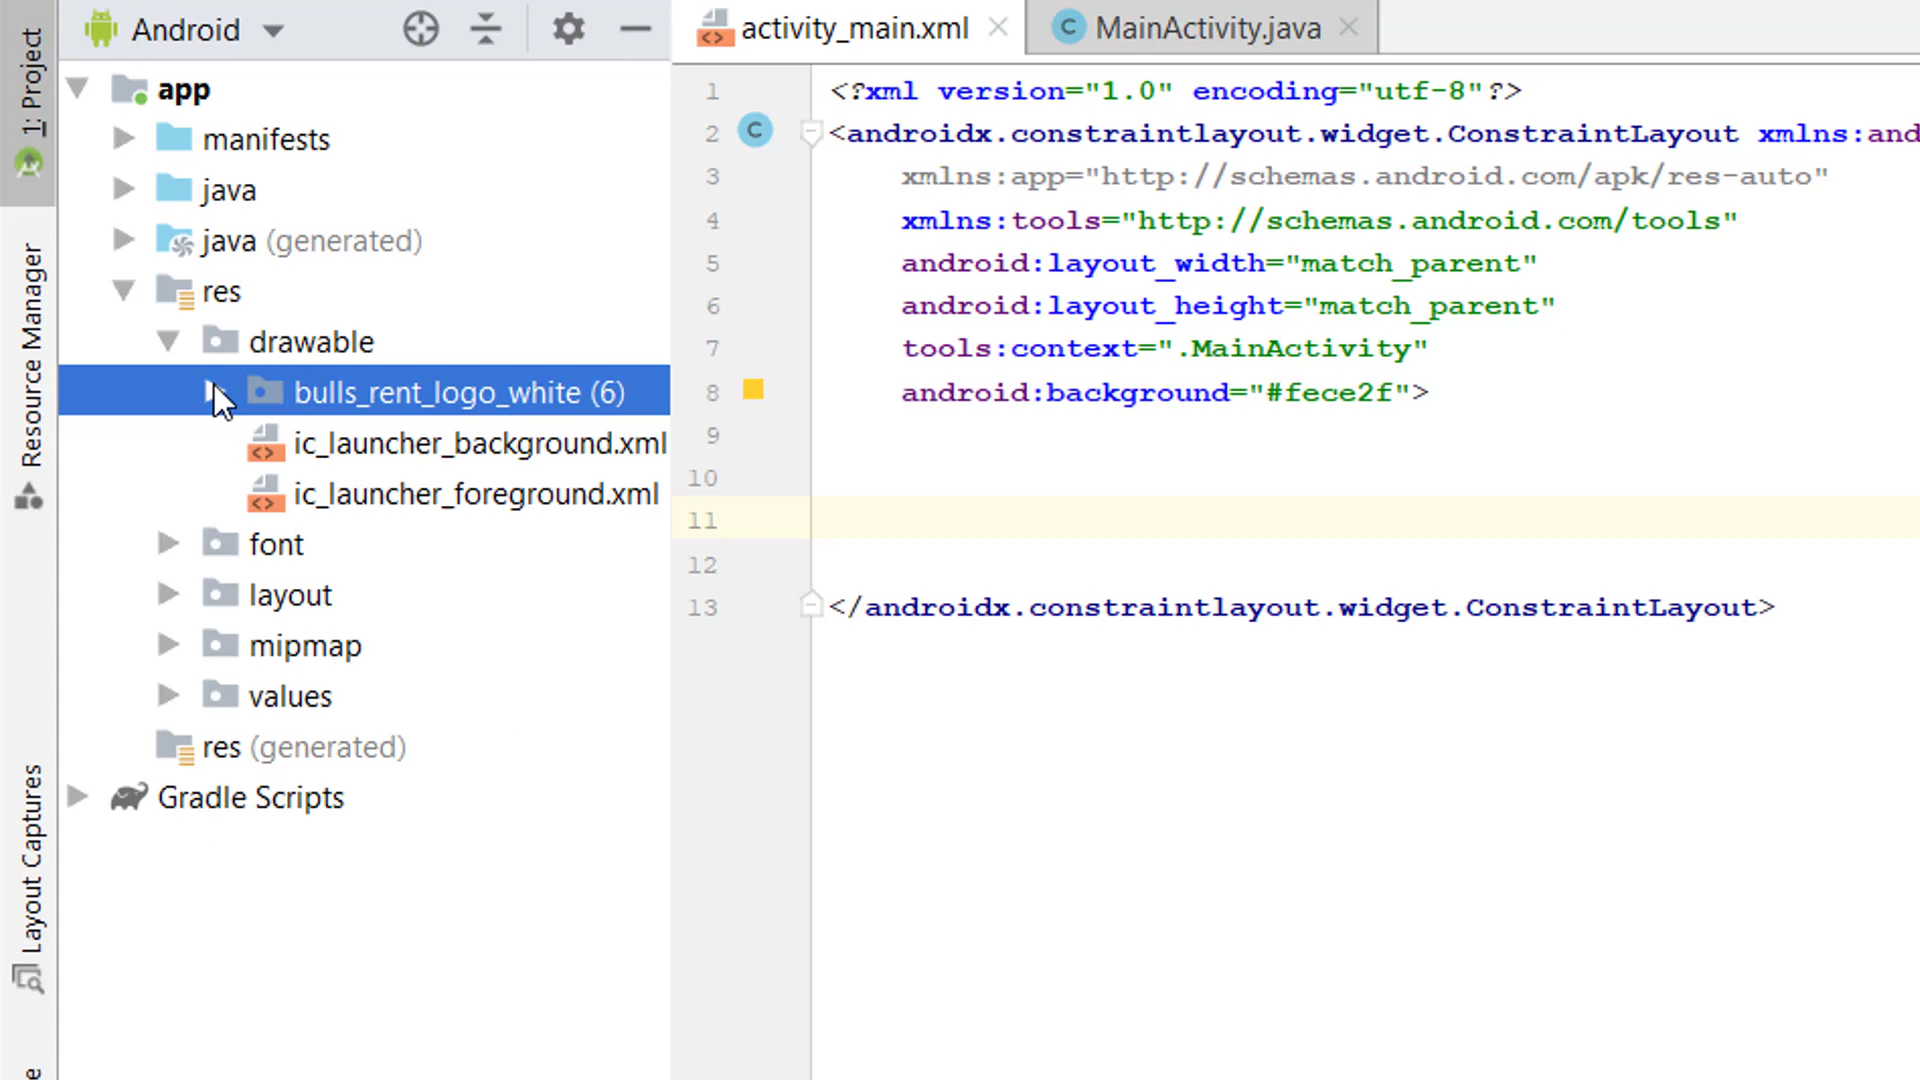 Android
activity_main.xml
MainActivity.java
1: Project
Resource Manager
Layout Captures
app
manifests
java
java (generated)
res
drawable
bulls_rent_logo_white (6)
ic_launcher_background.xml
ic_launcher_foreground.xml
font
layout
mipmap
values
res (generated)
Gradle Scripts
1 <?xml version="1.0" encoding="utf-8"?>
2 C <androidx.constraintlayout.widget.ConstraintLayout xmlns:and
3 xmlns:app="http://schemas.android.com/apk/res-auto"
4 xmlns:tools="http://schemas.android.com/tools"
5 android:layout_width="match_parent"
6 android:layout_height="match_parent"
7 tools:context=".MainActivity"
8 android:background="#fece2f">
9
10
11
12
13 </androidx.constraintlayout.widget.ConstraintLayout>